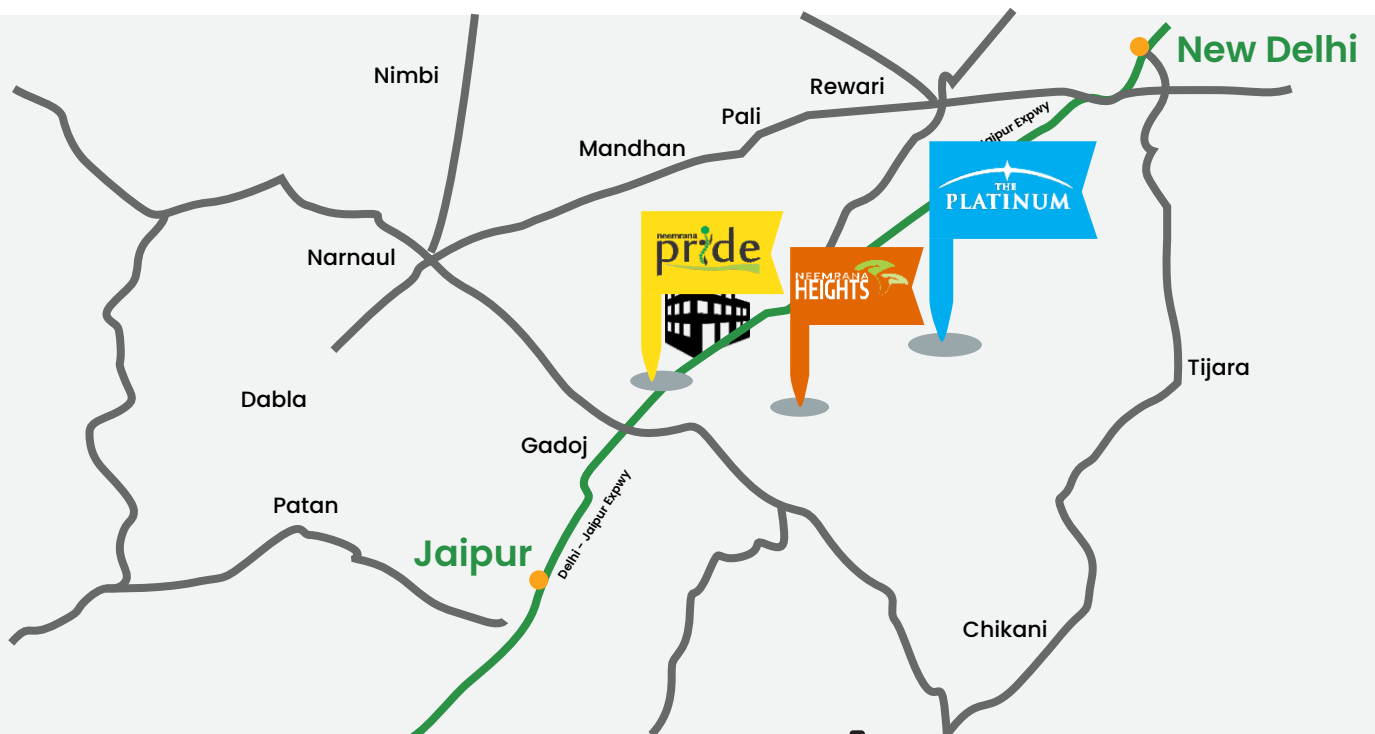 New Delhi
Nimbi
Rewari
Pali
Jaipur Expwy
Mandhan
THE
PLATINUM
neemrana
pride
Narnaul
NEEMRANA
HEIGHTS
Tijara
Dabla
Gadoj
Patan
Delhi - Jaipur Expwy
Jaipur
Chikani